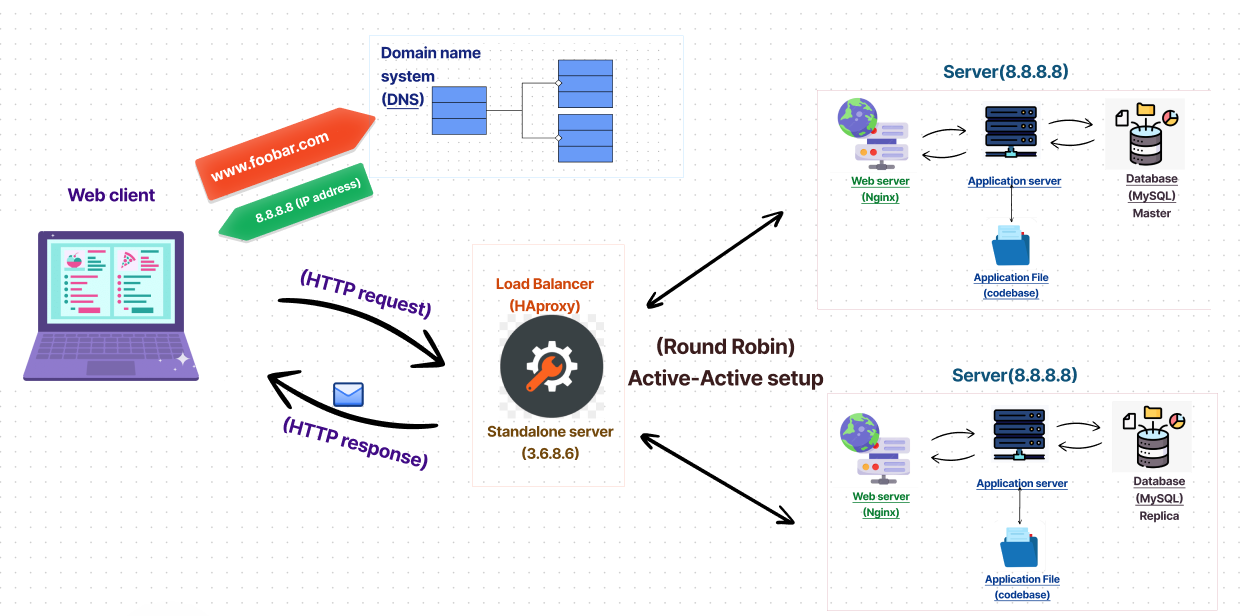 Domain name
system
(DNS)
www.foobar.com
8.8.8.8 (IP address)
Web client
(HTTP request)
(HTTP response)
Load Balancer
(HAproxy)
Standalone server
(3.6.8.6)
(Round Robin)
Active-Active setup
Server(8.8.8.8)
Web server
(Nginx)
Application server
Database
(MySQL)
Master
Application File
(codebase)
Server(8.8.8.8)
Web server
(Nginx)
Application server
Database
(MySQL)
Replica
Application File
(codebase)